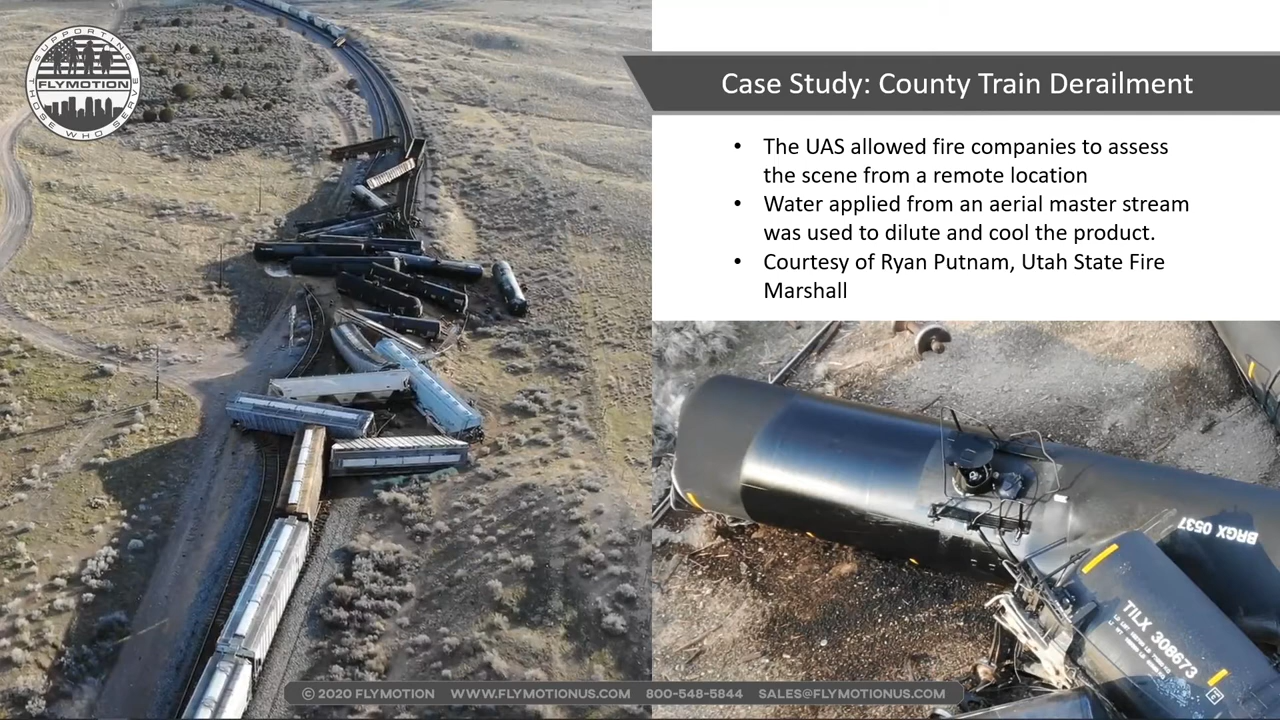 SUPPORTING
FLYMOTION
THOSE WHO SERVE
Case Study: County Train Derailment
• The UAS allowed fire companies to assess
the scene from a remote location
• Water applied from an aerial master stream
was used to dilute and cool the product.
• Courtesy of Ryan Putnam, Utah State Fire
Marshall
BRGX 0537
TILX 308673
© 2020 FLYMOTION WWW.FLYMOTIONUS.COM 800-548-5844 SALES@FLYMOTIONUS.COM